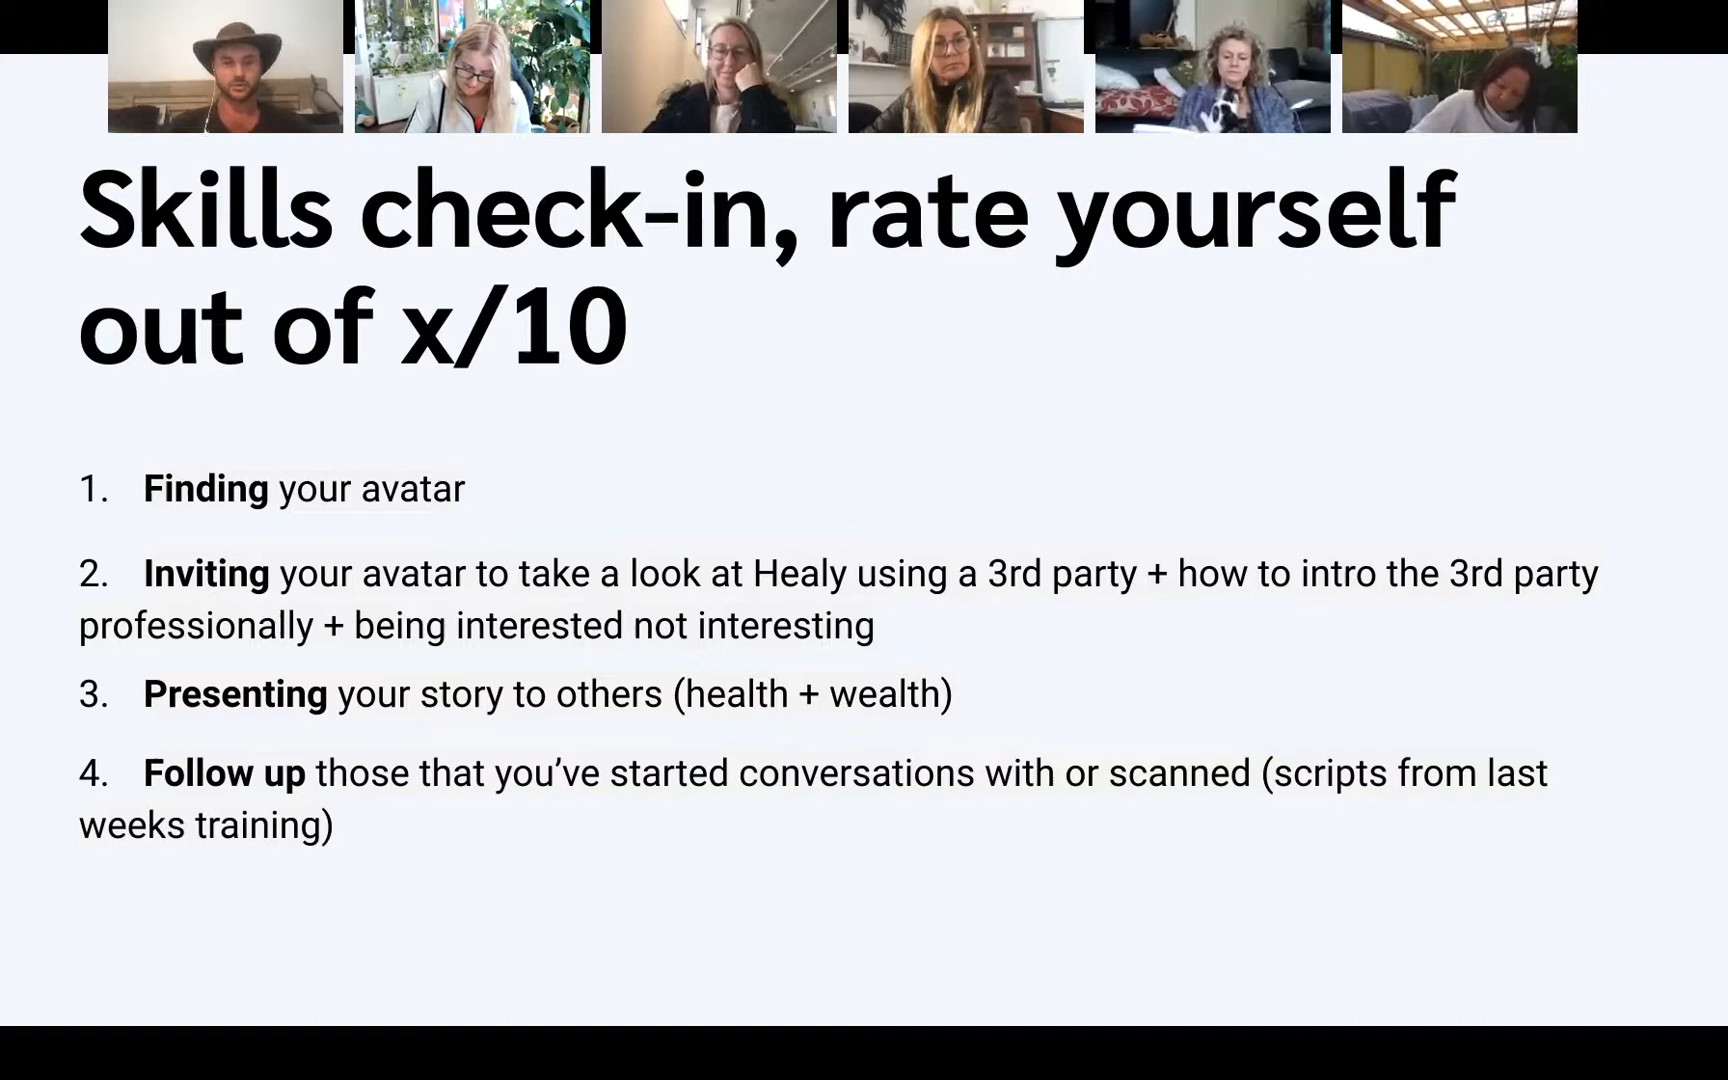 Skills check-in, rate yourself
out of x/10
1. Finding your avatar
2. Inviting your avatar to take a look at Healy using a 3rd party + how to intro the 3rd party
professionally + being interested not interesting
3. Presenting your story to others (health + wealth)
4. Follow up those that you’ve started conversations with or scanned (scripts from last
weeks training)